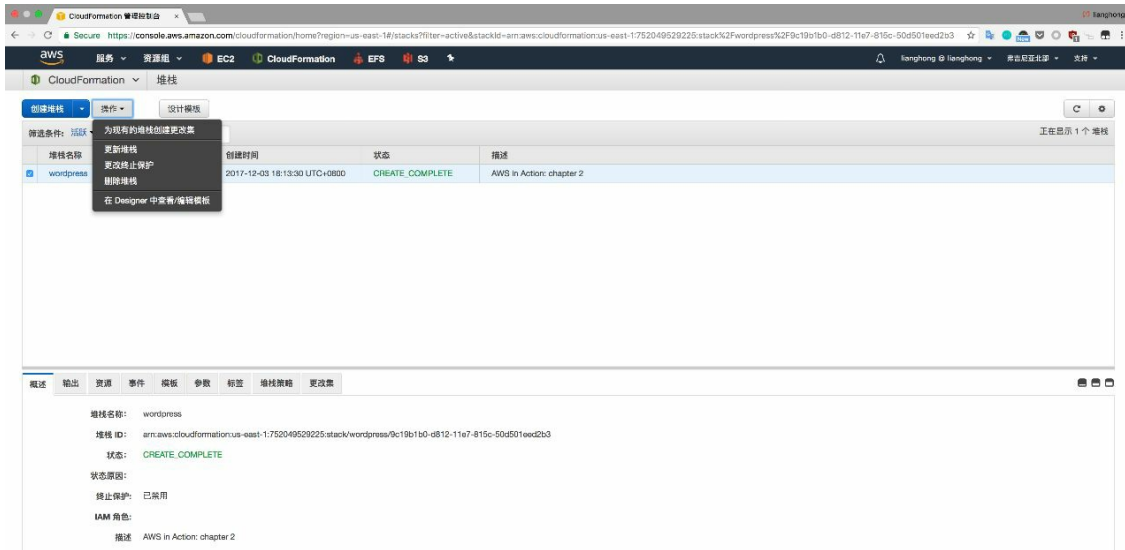 CloudFormation 管理控制台 ×
lianghong
Secure https://console.aws.amazon.com/cloudformation/home?region=us-east-1#/stacks?filter=active&stackId=arn:aws:cloudformation:us-east-1:752049529225:stack%2Fwordpress%2F9c19b1b0-d812-11e7-815c-50d501eed2b3
aws 服务 资源组 EC2 CloudFormation EFS S3 lianghong @ lianghong 弗吉尼亚北部 支持
CloudFormation 堆栈
创建堆栈 操作 设计模板
筛选条件: 活跃 为现有的堆栈创建更改集 正在显示 1 个 堆栈
堆栈名称 更新堆栈 创建时间 状态 描述
更改终止保护
wordpress 删除堆栈 2017-12-03 18:13:30 UTC+0800 CREATE_COMPLETE AWS in Action: chapter 2
在 Designer 中查看/编辑模板
概述 输出 资源 事件 模板 参数 标签 堆栈策略 更改集
堆栈名称: wordpress
堆栈 ID: arn:aws:cloudformation:us-east-1:752049529225:stack/wordpress/9c19b1b0-d812-11e7-815c-50d501eed2b3
状态: CREATE_COMPLETE
状态原因:
终止保护: 已禁用
IAM 角色:
描述 AWS in Action: chapter 2